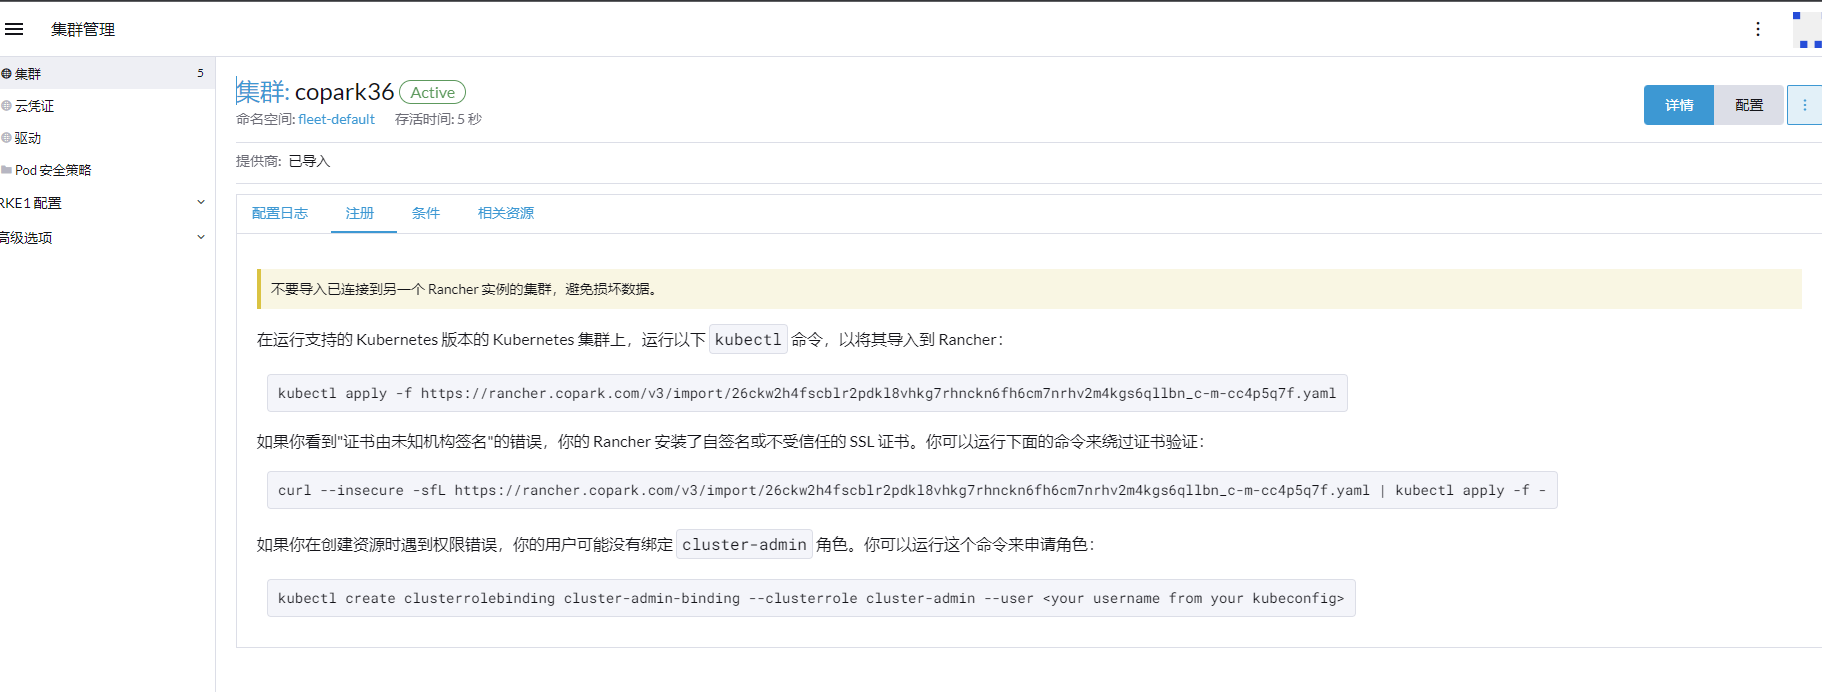 集群管理
集群 5
云凭证
驱动
Pod 安全策略
RKE1 配置
高级选项
集群: copark36 Active
命名空间: fleet-default 存活时间: 5 秒
详情 配置
提供商: 已导入
配置日志 注册 条件 相关资源
不要导入已连接到另一个 Rancher 实例的集群，避免损坏数据。
在运行支持的 Kubernetes 版本的 Kubernetes 集群上，运行以下 kubectl 命令，以将其导入到 Rancher：
kubectl apply -f https://rancher.copark.com/v3/import/26ckw2h4fscblr2pdkl8vhkg7rhnckn6fh6cm7nrhv2m4kgs6qllbn_c-m-cc4p5q7f.yaml
如果你看到"证书由未知机构签名"的错误，你的 Rancher 安装了自签名或不受信任的 SSL 证书。你可以运行下面的命令来绕过证书验证：
curl --insecure -sfL https://rancher.copark.com/v3/import/26ckw2h4fscblr2pdkl8vhkg7rhnckn6fh6cm7nrhv2m4kgs6qllbn_c-m-cc4p5q7f.yaml | kubectl apply -f -
如果你在创建资源时遇到权限错误，你的用户可能没有绑定 cluster-admin 角色。你可以运行这个命令来申请角色：
kubectl create clusterrolebinding cluster-admin-binding --clusterrole cluster-admin --user <your username from your kubeconfig>